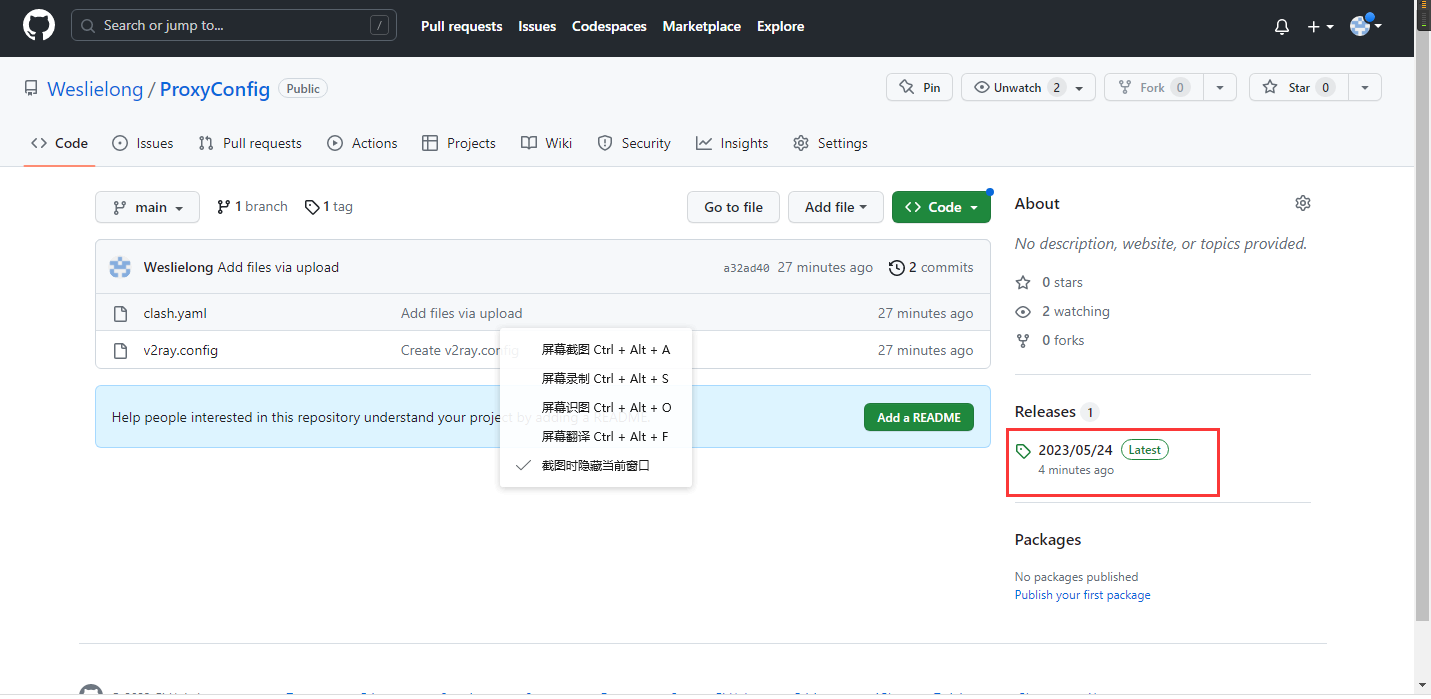 Search or jump to... / Pull requests Issues Codespaces Marketplace Explore
Weslielong / ProxyConfig Public Pin Unwatch 2 Fork 0 Star 0
Code Issues Pull requests Actions Projects Wiki Security Insights Settings
main 1 branch 1 tag Go to file Add file Code
Weslielong Add files via upload a32ad40 27 minutes ago 2 commits
clash.yaml Add files via upload 27 minutes ago
v2ray.config Create v2ray.config 27 minutes ago
Help people interested in this repository understand your project by adding a README. Add a README
屏幕截图 Ctrl + Alt + A
屏幕录制 Ctrl + Alt + S
屏幕识图 Ctrl + Alt + O
屏幕翻译 Ctrl + Alt + F
截图时隐藏当前窗口
About
No description, website, or topics provided.
0 stars
2 watching
0 forks
Releases 1
2023/05/24 Latest
4 minutes ago
Packages
No packages published
Publish your first package